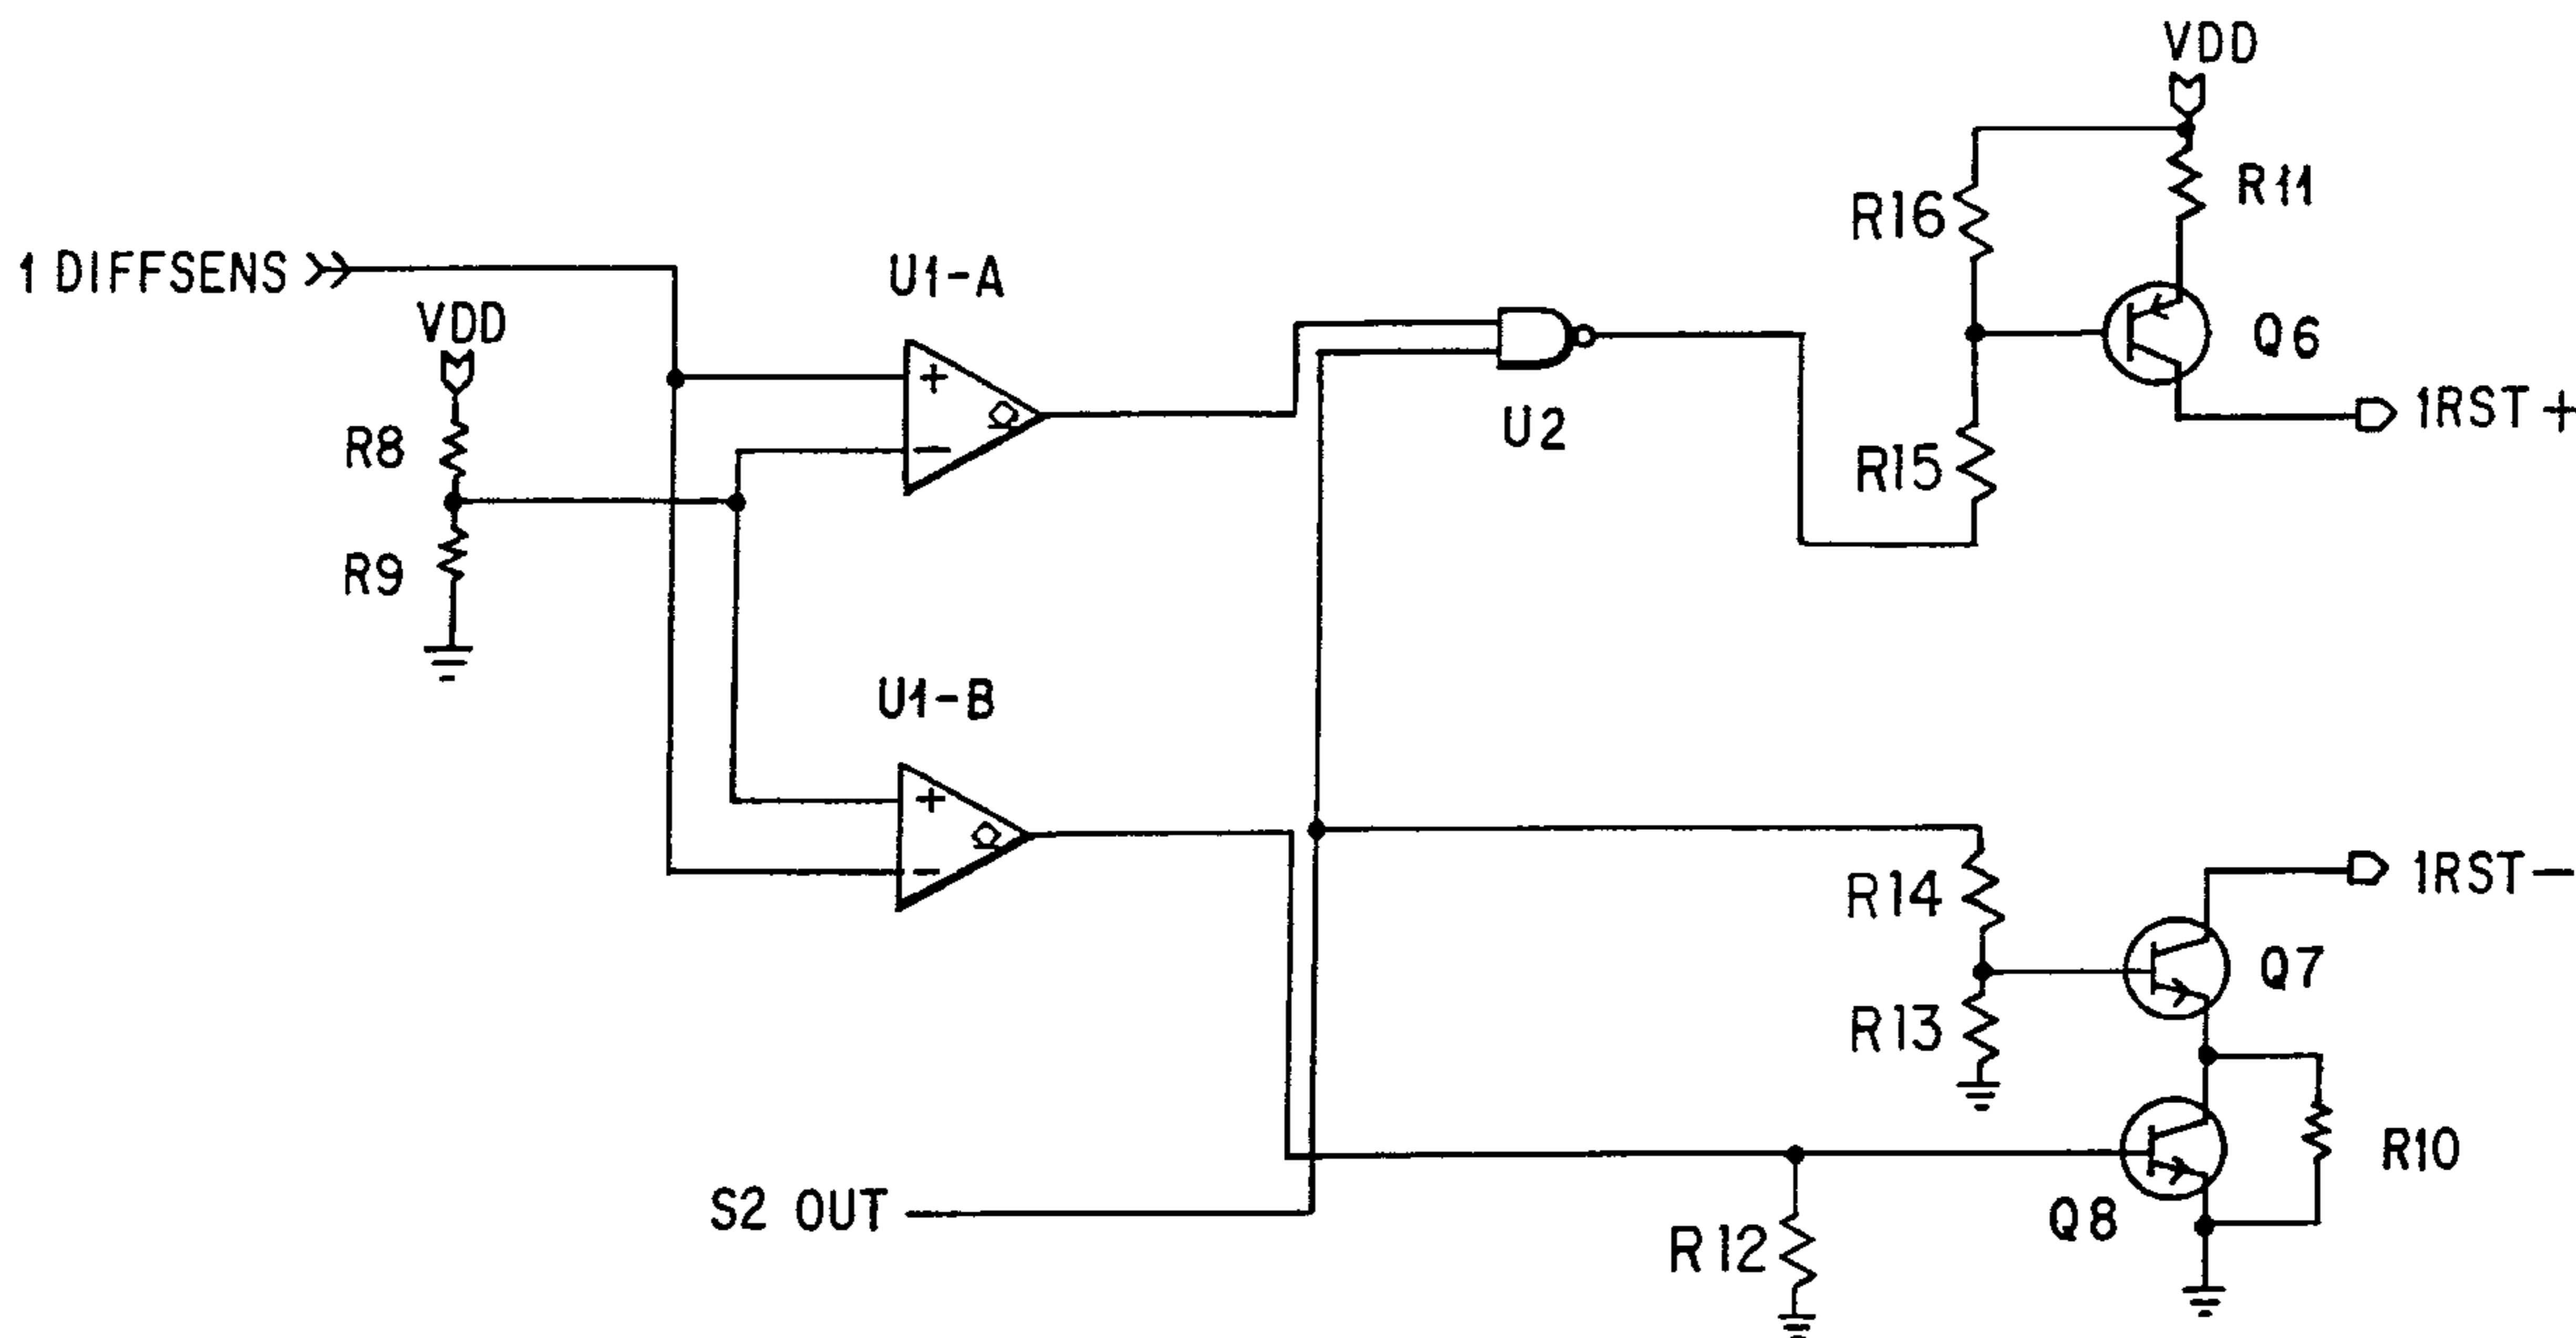 VDD
R11
R16
1 DIFFSENS
U1-A
VDD
Q6
1RST+
R8
+
U2
R15
-
R9
U1-B
+
1RST-
-
R14
Q7
R13
R10
S2 OUT
Q8
R12